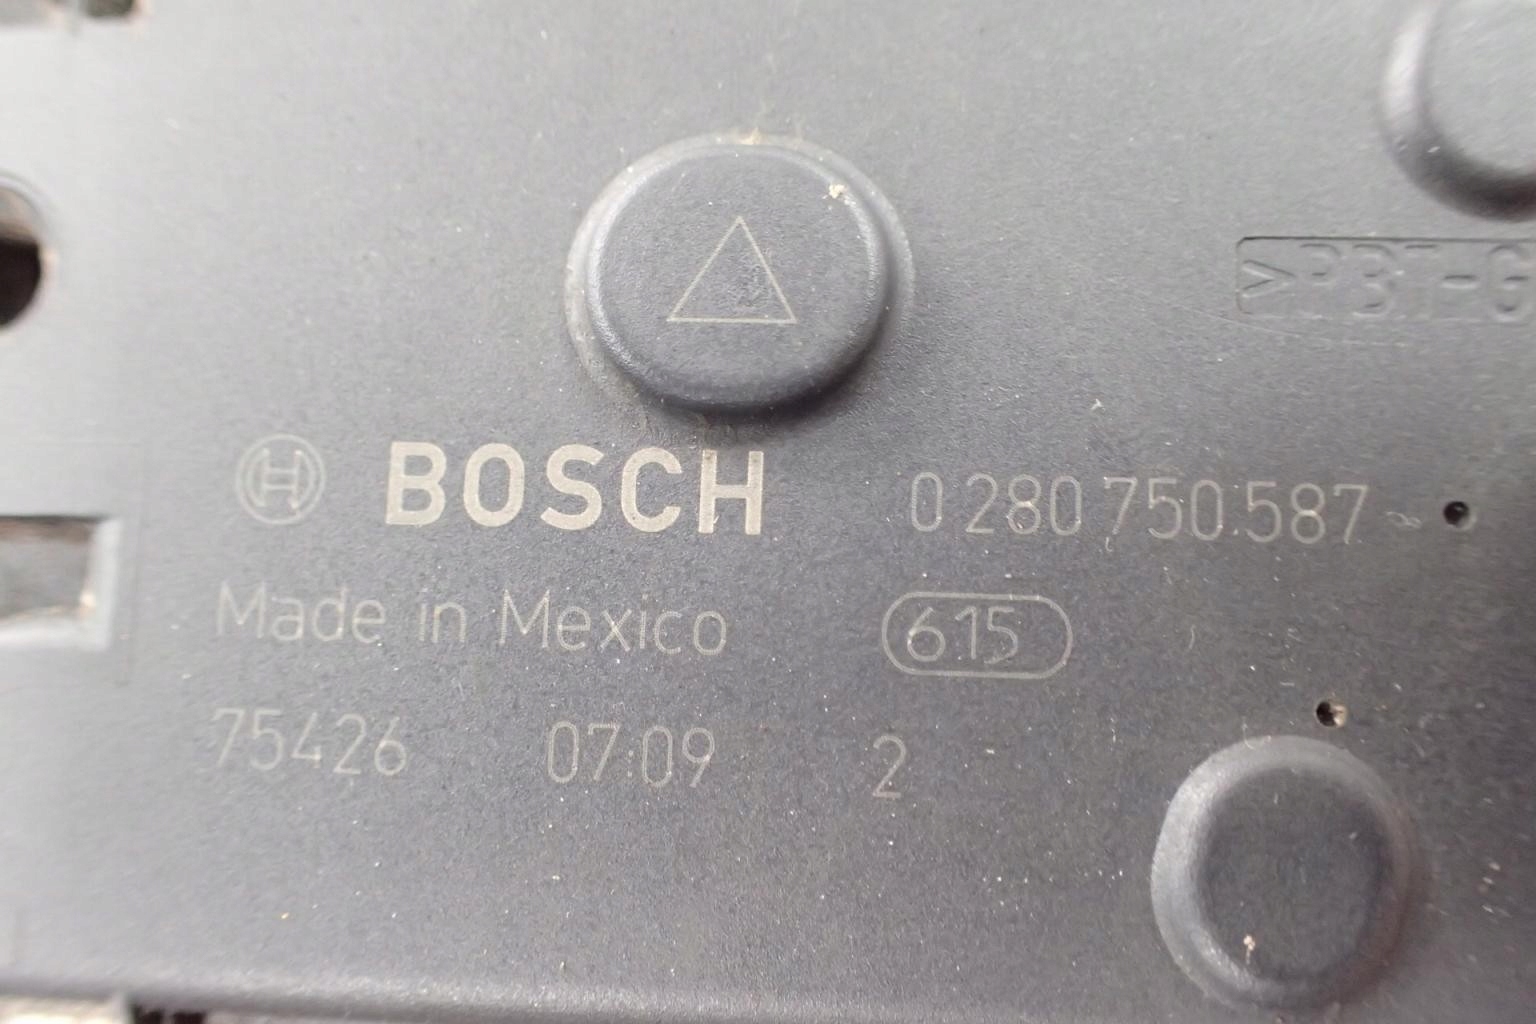 >PBT-G
BOSCH 0 280 750 587
Made in Mexico 615
75426 07:09 2